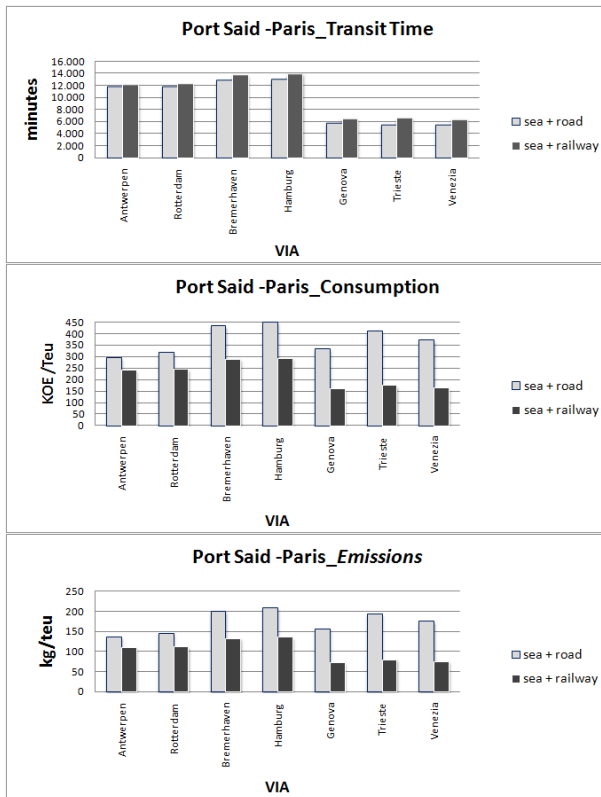 Port Said -Paris_Transit Time
minutes
16.000
14.000
12.000
10.000
8.000
6.000
4.000
2.000
0
Antwerpen
Rotterdam
Bremerhaven
Hamburg
Genova
Trieste
Venezia
VIA
sea + road
sea + railway
Port Said -Paris_Consumption
KOE /Teu
450
400
350
300
250
200
150
100
50
0
Antwerpen
Rotterdam
Bremerhaven
Hamburg
Genova
Trieste
Venezia
VIA
sea + road
sea + railway
Port Said -Paris_Emissions
kg/teu
250
200
150
100
50
0
Antwerpen
Rotterdam
Bremerhaven
Hamburg
Genova
Trieste
Venezia
VIA
sea + road
sea + railway